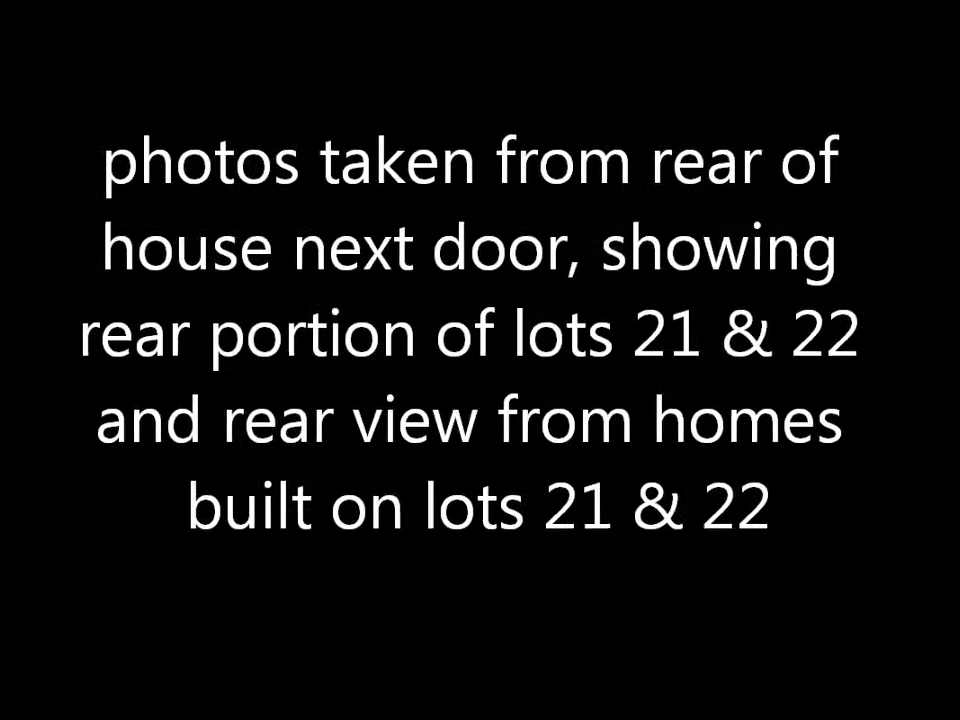 photos taken from rear of
house next door, showing
rear portion of lots 21 & 22
and rear view from homes
built on lots 21 & 22